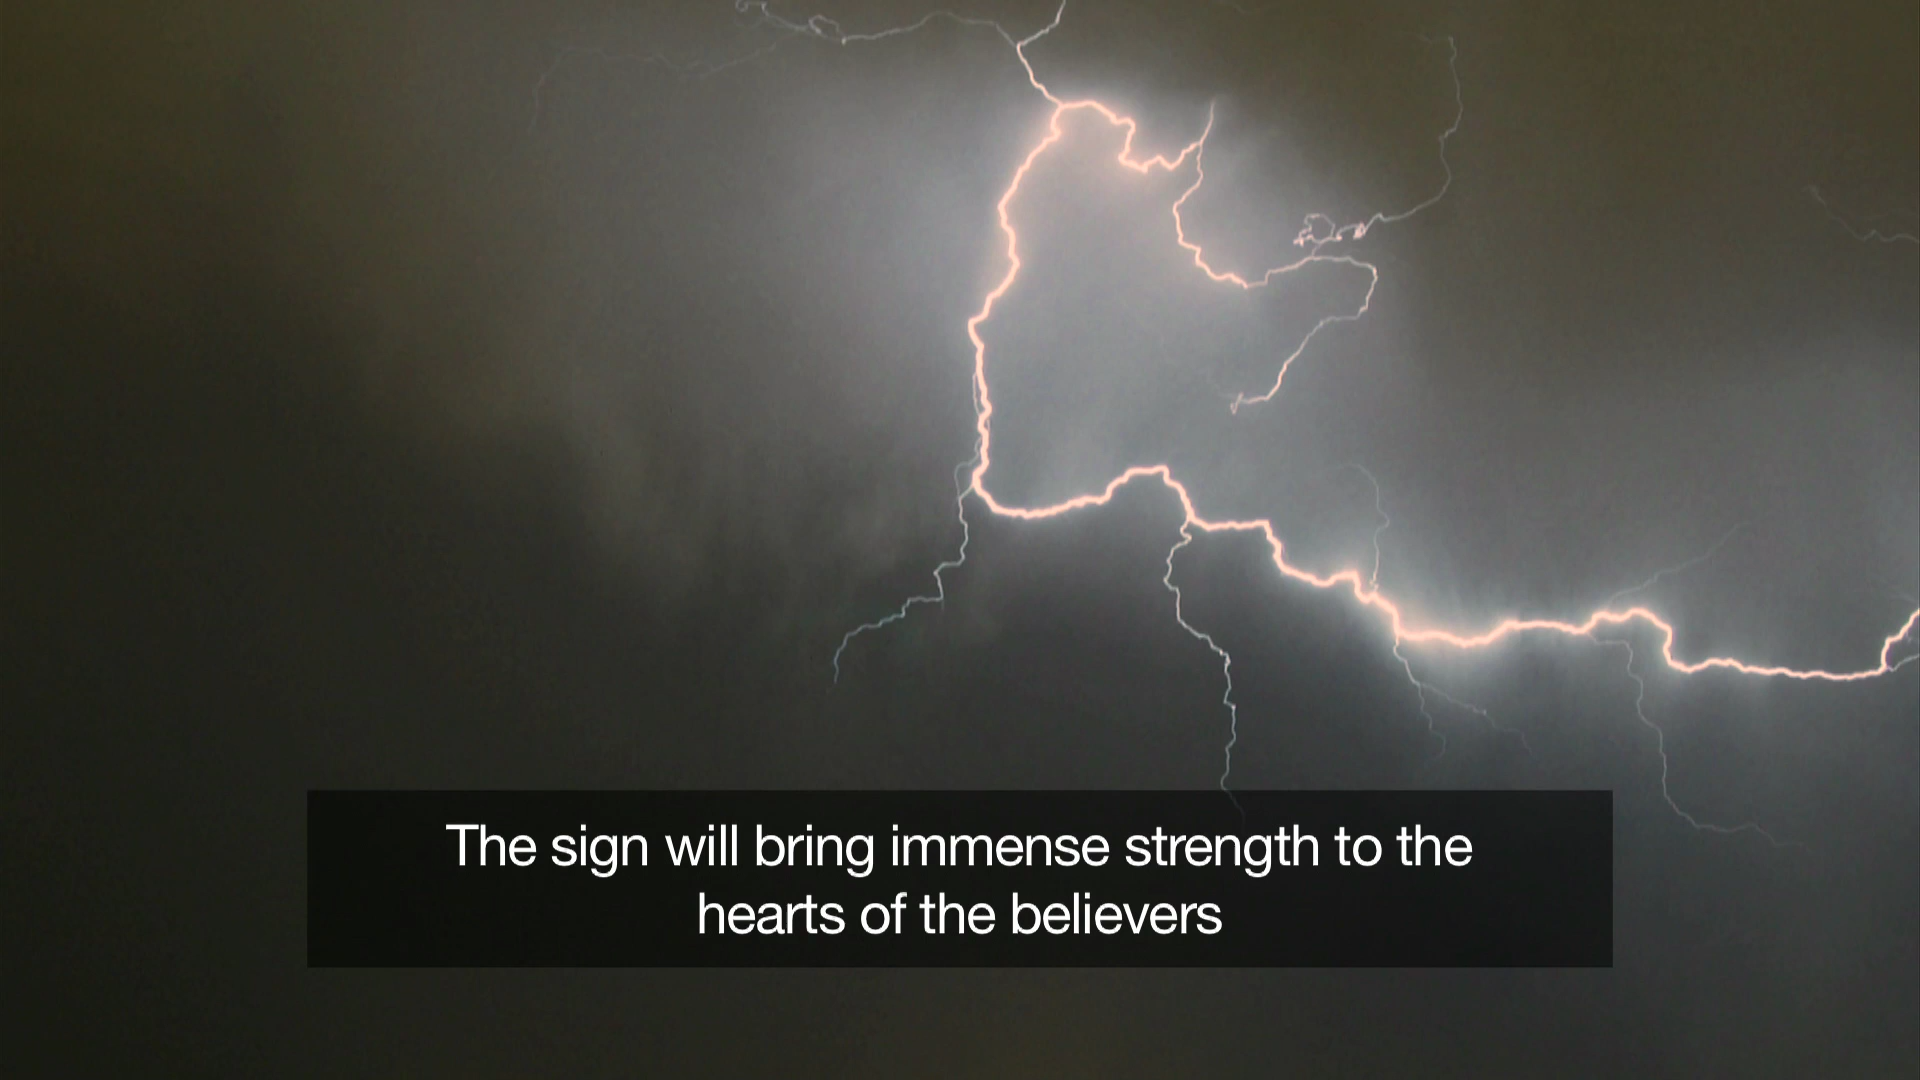 The sign will bring immense strength to the
hearts of the believers